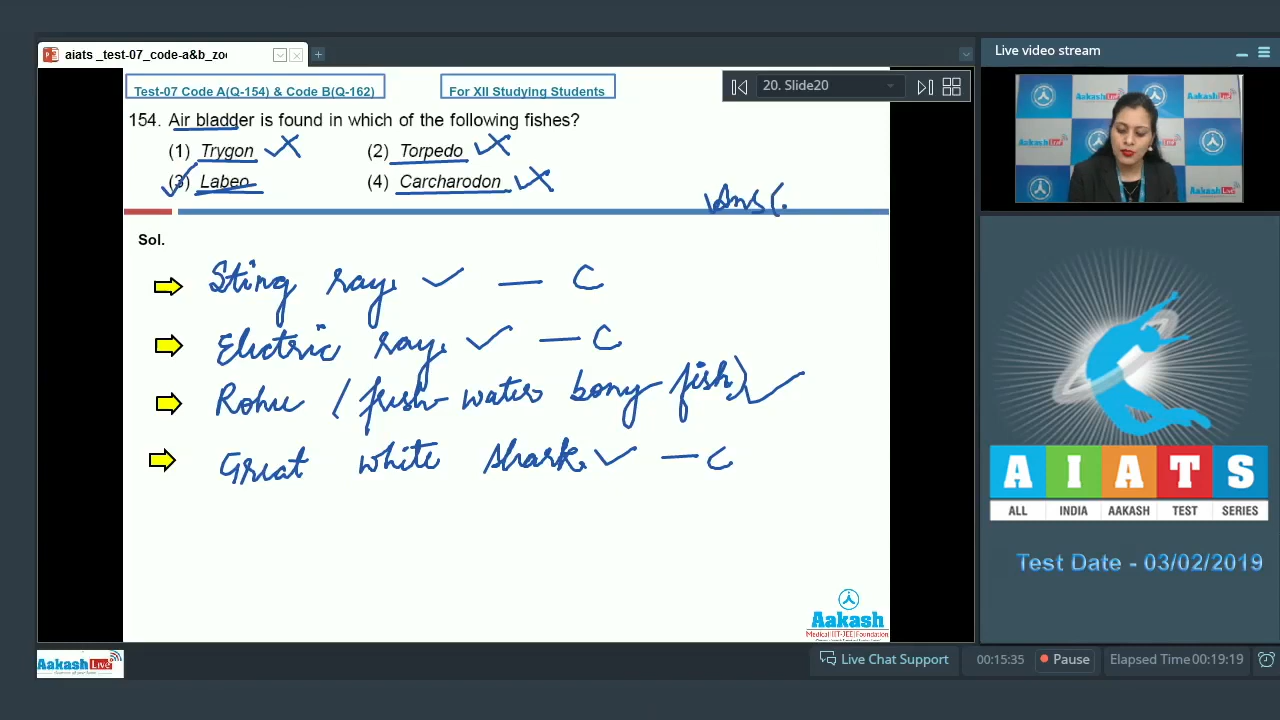 aiats _test-07_code-a&b_zo
Live video stream
Test-07 Code A(Q-154) & Code B(Q-162)
For XII Studying Students
20. Slide20
154. Air bladder is found in which of the following fishes?
(1) Trygon
(2) Torpedo
(3) Labeo
(4) Carcharodon
Ans (
Sol.
Sting ray — C
Electric ray — C
Rohu (fresh water bony fish)
Great white shark — C
AIATS
ALL INDIA AAKASH TEST SERIES
Test Date - 03/02/2019
Aakash
Medical|IIT-JEE|Foundation
Aakash Live
Live Chat Support
00:15:35
Pause
Elapsed Time 00:19:19